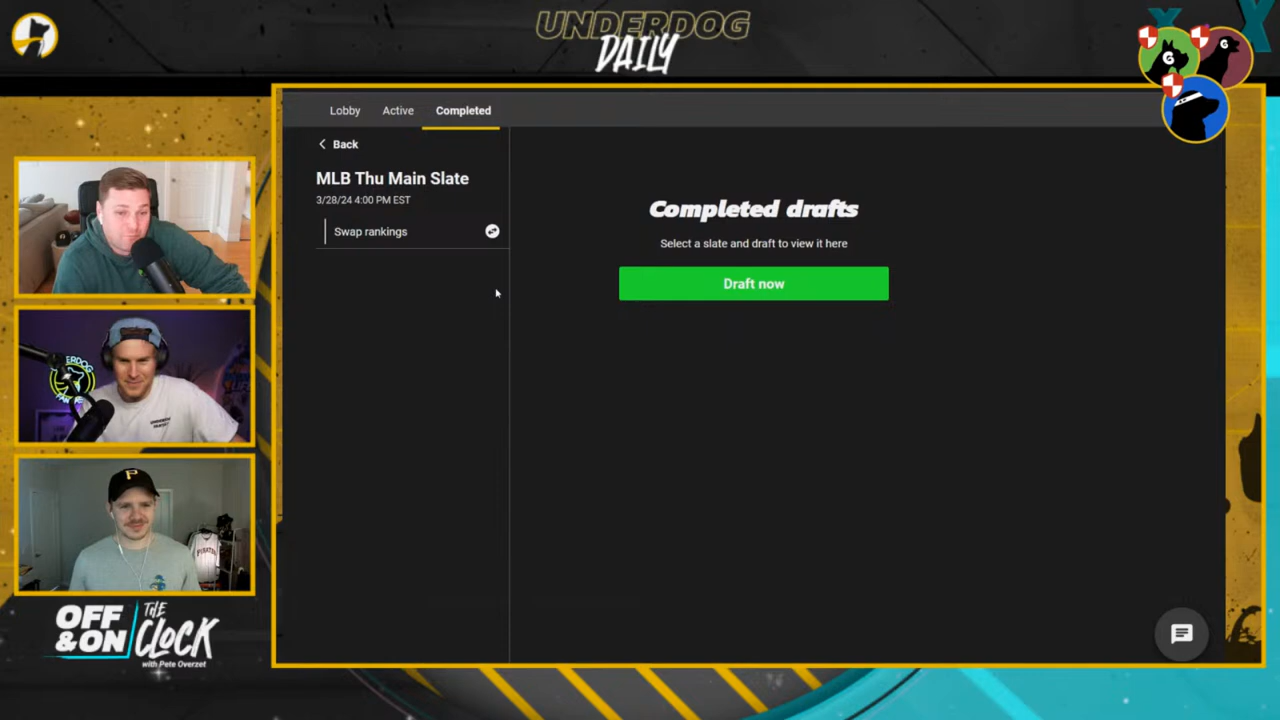 UNDERDOG
DAILY
G
G
Lobby
Active
Completed
Back
MLB Thu Main Slate
3/28/24 4:00 PM EST
Swap rankings
Completed drafts
Select a slate and draft to view it here
Draft now
P
PIRATES
OFF
&ON
THE
CLOCK
with Pete Overzet